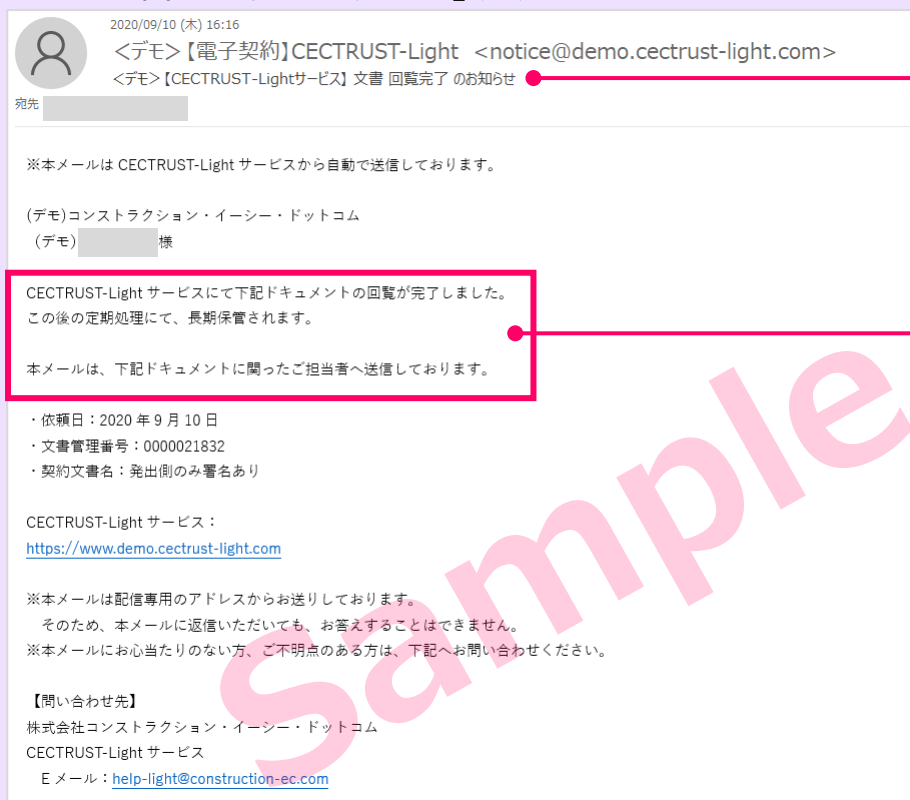 2020/09/10 (木) 16:16
<デモ>【電子契約】CECTRUST-Light <notice@demo.cectrust-light.com>
<デモ>【CECTRUST-Lightサービス】 文書 回覧完了 のお知らせ
宛先
※本メールは CECTRUST-Light サービスから自動で送信しております。
(デモ)コンストラクション・イーシー・ドットコム
(デモ) 様
CECTRUST-Light サービスにて下記ドキュメントの回覧が完了しました。
この後の定期処理にて、長期保管されます。
本メールは、下記ドキュメントに関ったご担当者へ送信しております。
・依頼日：2020 年 9 月 10 日
・文書管理番号：0000021832
・契約文書名：発出側のみ署名あり
CECTRUST-Light サービス：
https://www.demo.cectrust-light.com
※本メールは配信専用のアドレスからお送りしております。
そのため、本メールに返信いただいても、お答えすることはできません。
※本メールにお心当たりのない方、ご不明点のある方は、下記へお問い合わせください。
【問い合わせ先】
株式会社コンストラクション・イーシー・ドットコム
CECTRUST-Light サービス
E メール：help-light@construction-ec.com
Sample